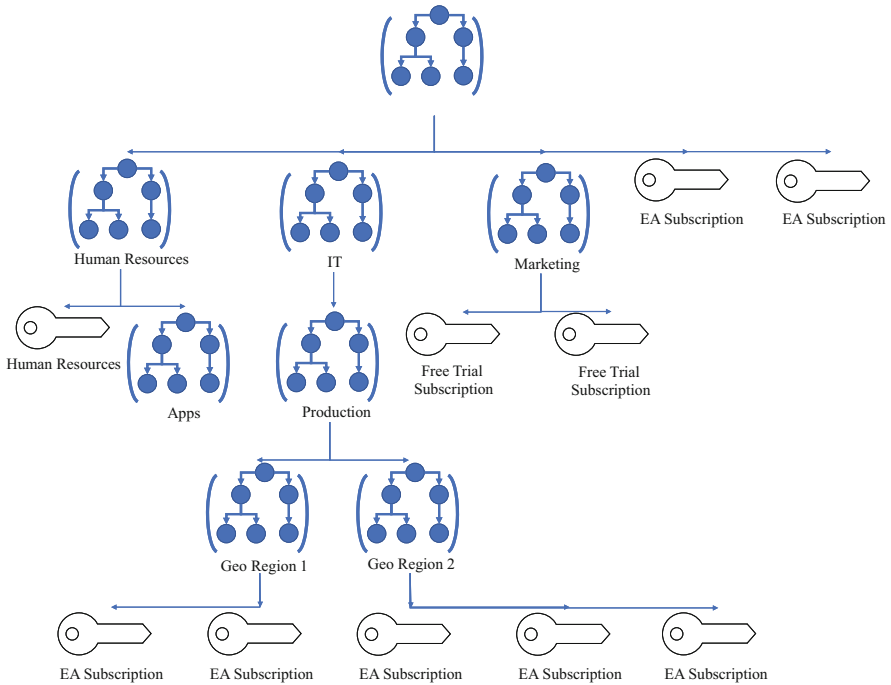 EA Subscription
EA Subscription
Human Resources
IT
Marketing
Human Resources
Free Trial
Subscription
Free Trial
Subscription
Apps
Production
Geo Region 1
Geo Region 2
EA Subscription
EA Subscription
EA Subscription
EA Subscription
EA Subscription